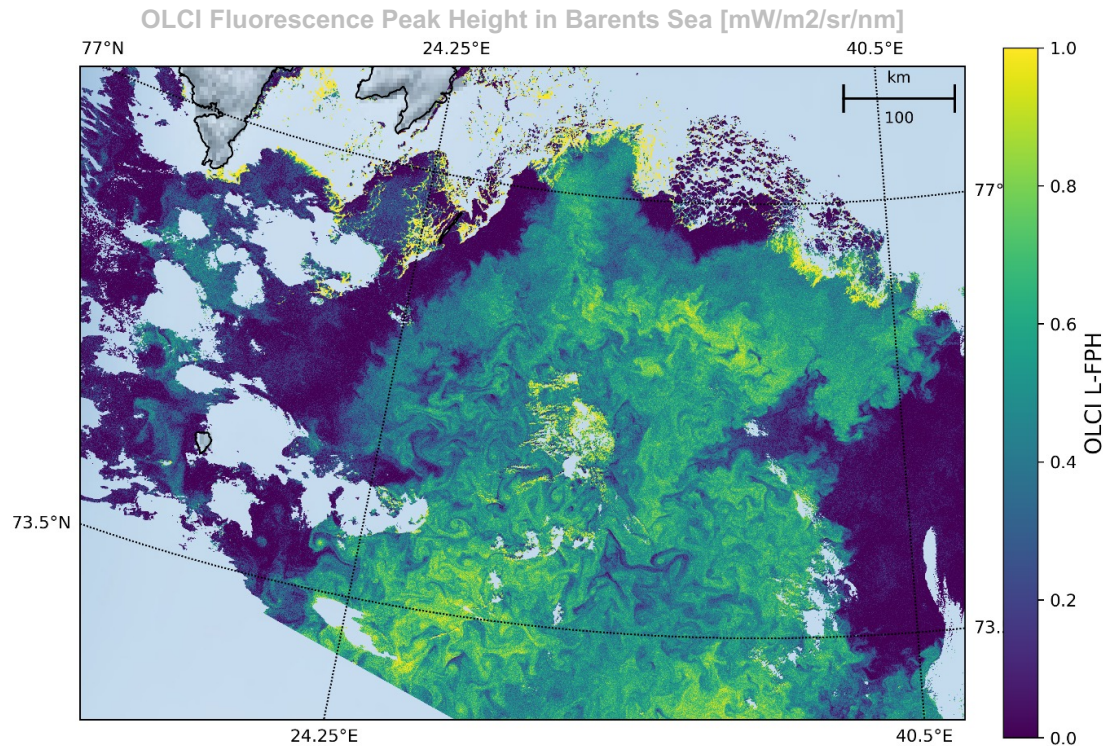 OLCI Fluorescence Peak Height in Barents Sea [mW/m2/sr/nm]
77°N 24.25°E 40.5°E
km
100
77°
73.5°N
73.
24.25°E 40.5°E
1.0
0.8
0.6
0.4
0.2
0.0
OLCI L-FPH